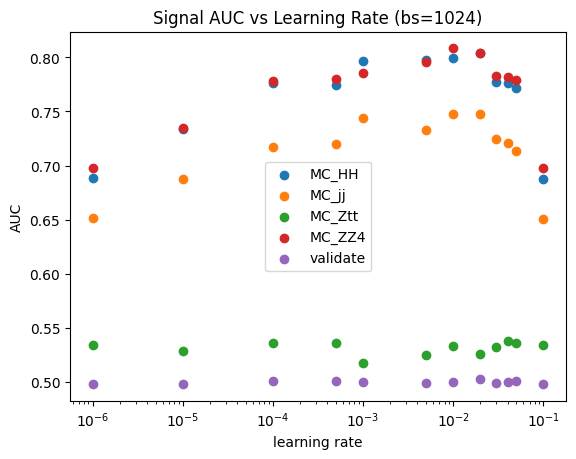 Signal AUC vs Learning Rate (bs=1024)
AUC
0.80
0.75
0.70
0.65
0.60
0.55
0.50
MC_HH
MC_jj
MC_Ztt
MC_ZZ4
validate
10⁻⁶ 10⁻⁵ 10⁻⁴ 10⁻³ 10⁻² 10⁻¹
learning rate